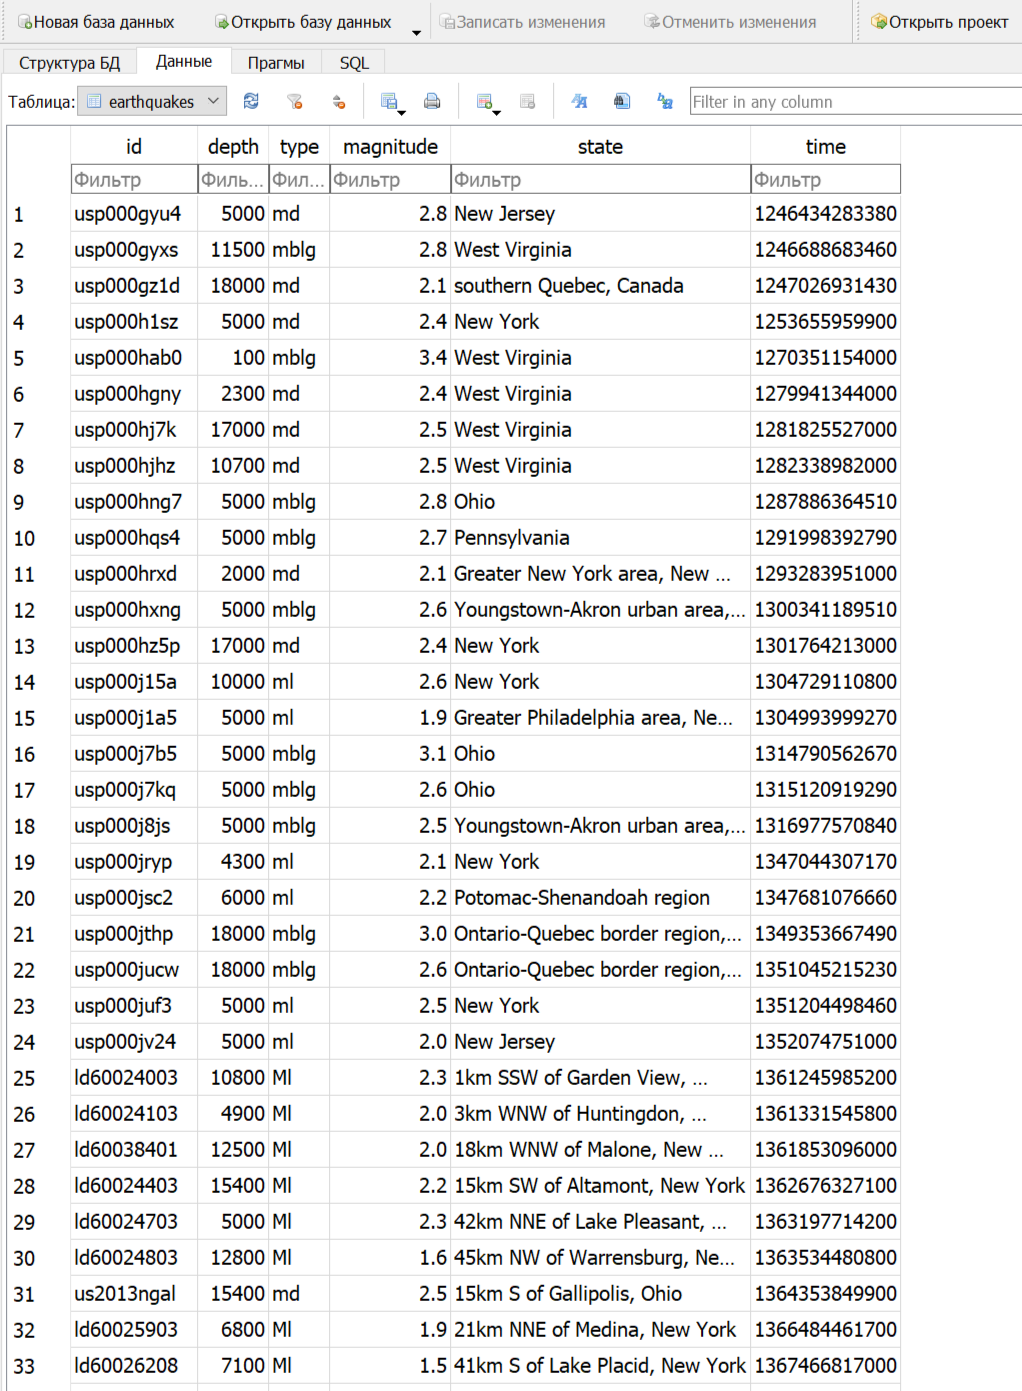 Новая база данных Открыть базу данных Записать изменения Отменить изменения Открыть проект
Структура БД Данные Прагмы SQL
Таблица: earthquakes Filter in any column
id depth type magnitude state time
Фильтр Филь... Фил... Фильтр Фильтр Фильтр
1 usp000gyu4 5000 md 2.8 New Jersey 1246434283380
2 usp000gyxs 11500 mblg 2.8 West Virginia 1246688683460
3 usp000gz1d 18000 md 2.1 southern Quebec, Canada 1247026931430
4 usp000h1sz 5000 md 2.4 New York 1253655959900
5 usp000hab0 100 mblg 3.4 West Virginia 1270351154000
6 usp000hgny 2300 md 2.4 West Virginia 1279941344000
7 usp000hj7k 17000 md 2.5 West Virginia 1281825527000
8 usp000hjhz 10700 md 2.5 West Virginia 1282338982000
9 usp000hng7 5000 mblg 2.8 Ohio 1287886364510
10 usp000hqs4 5000 mblg 2.7 Pennsylvania 1291998392790
11 usp000hrxd 2000 md 2.1 Greater New York area, New ... 1293283951000
12 usp000hxng 5000 mblg 2.6 Youngstown-Akron urban area,... 1300341189510
13 usp000hz5p 17000 md 2.4 New York 1301764213000
14 usp000j15a 10000 ml 2.6 New York 1304729110800
15 usp000j1a5 5000 ml 1.9 Greater Philadelphia area, Ne... 1304993999270
16 usp000j7b5 5000 mblg 3.1 Ohio 1314790562670
17 usp000j7kq 5000 mblg 2.6 Ohio 1315120919290
18 usp000j8js 5000 mblg 2.5 Youngstown-Akron urban area,... 1316977570840
19 usp000jryp 4300 ml 2.1 New York 1347044307170
20 usp000jsc2 6000 ml 2.2 Potomac-Shenandoah region 1347681076660
21 usp000jthp 18000 mblg 3.0 Ontario-Quebec border region,... 1349353667490
22 usp000jucw 18000 mblg 2.6 Ontario-Quebec border region,... 1351045215230
23 usp000juf3 5000 ml 2.5 New York 1351204498460
24 usp000jv24 5000 ml 2.0 New Jersey 1352074751000
25 ld60024003 10800 Ml 2.3 1km SSW of Garden View, ... 1361245985200
26 ld60024103 4900 Ml 2.0 3km WNW of Huntingdon, ... 1361331545800
27 ld60038401 12500 Ml 2.0 18km WNW of Malone, New ... 1361853096000
28 ld60024403 15400 Ml 2.2 15km SW of Altamont, New York 1362676327100
29 ld60024703 5000 Ml 2.3 42km NNE of Lake Pleasant, ... 1363197714200
30 ld60024803 12800 Ml 1.6 45km NW of Warrensburg, Ne... 1363534480800
31 us2013ngal 15400 md 2.5 15km S of Gallipolis, Ohio 1364353849900
32 ld60025903 6800 Ml 1.9 21km NNE of Medina, New York 1366484461700
33 ld60026208 7100 Ml 1.5 41km S of Lake Placid, New York 1367466817000